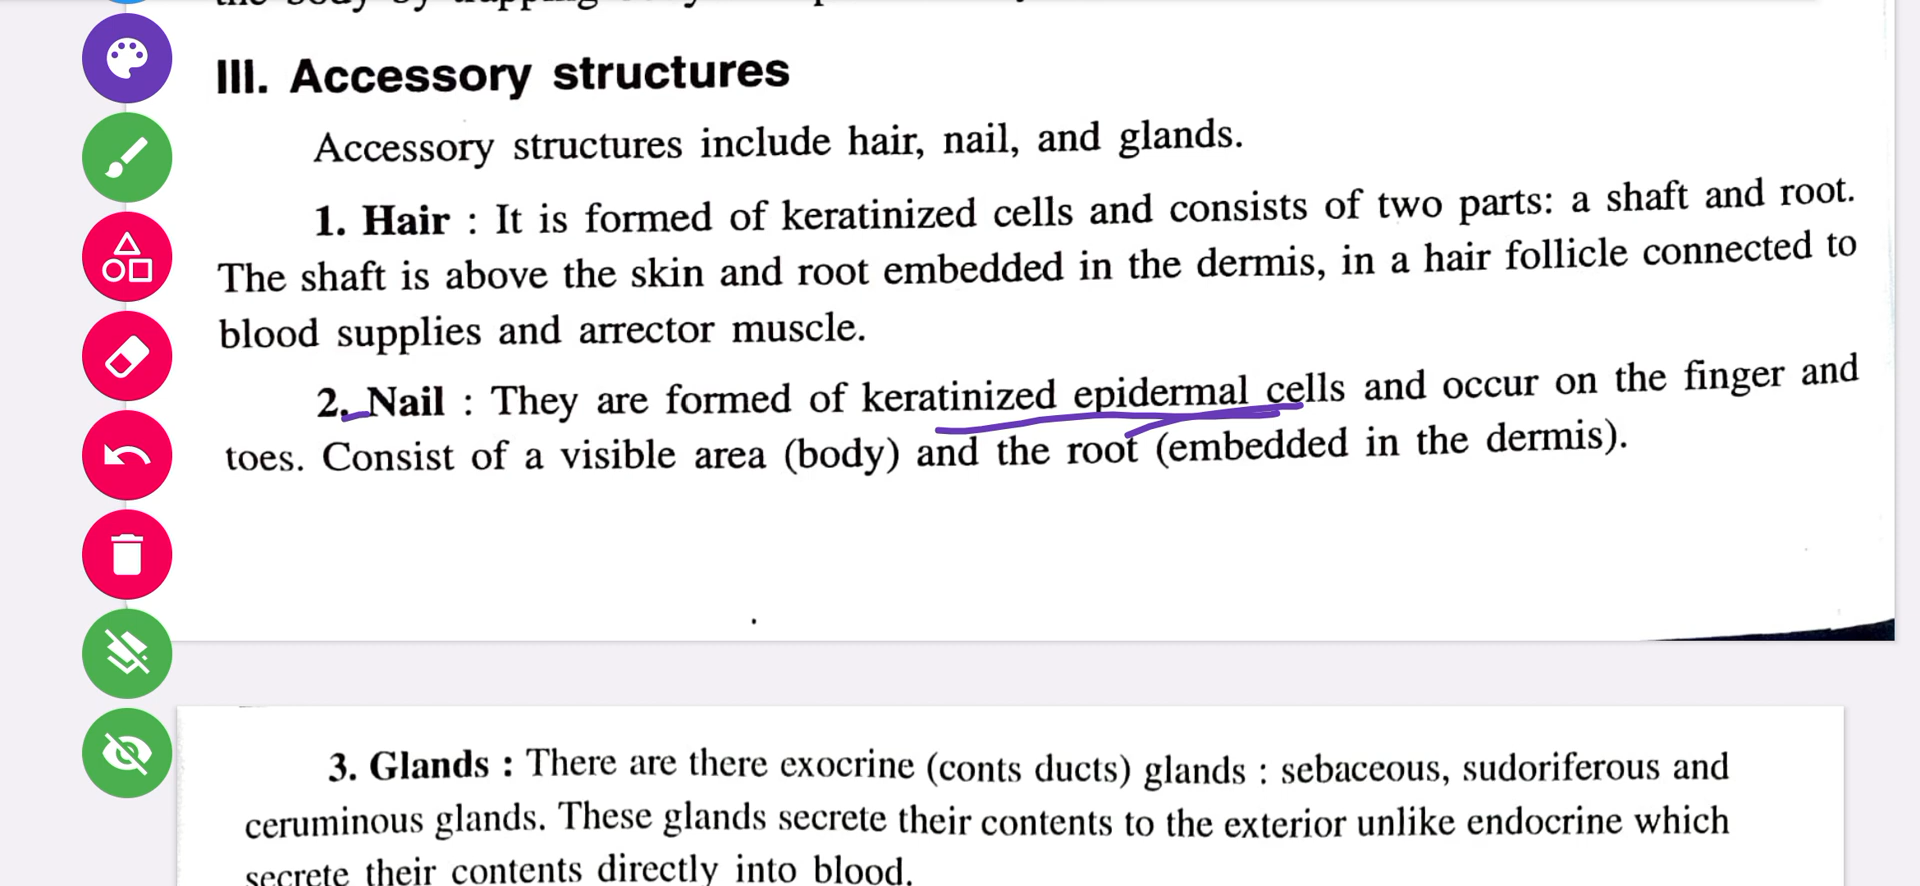 III. Accessory structures
Accessory structures include hair, nail, and glands.
1. Hair : It is formed of keratinized cells and consists of two parts: a shaft and root.
The shaft is above the skin and root embedded in the dermis, in a hair follicle connected to
blood supplies and arrector muscle.
2. Nail : They are formed of keratinized epidermal cells and occur on the finger and
toes. Consist of a visible area (body) and the root (embedded in the dermis).
3. Glands : There are there exocrine (conts ducts) glands : sebaceous, sudoriferous and
ceruminous glands. These glands secrete their contents to the exterior unlike endocrine which
secrete their contents directly into blood.